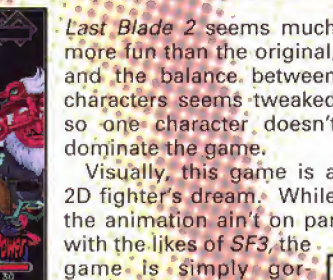 Last Blade 2 seems much
more fun than the original,
and the balance between
characters seems tweaked
so one character doesn't
dominate the game.
Visually, this game is a
2D fighter's dream. While
the animation ain't on par
with the likes of SF3, the
game is simply gor-